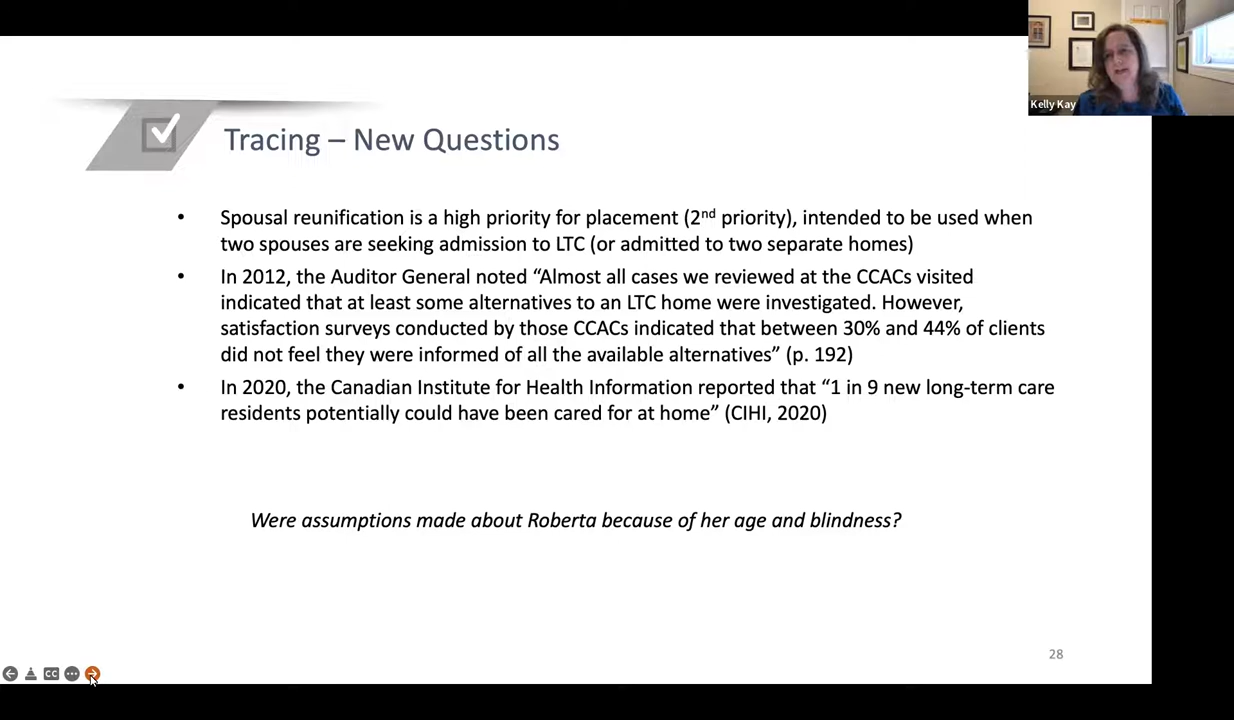 Kelly Kay
Tracing – New Questions
• Spousal reunification is a high priority for placement (2nd priority), intended to be used when
two spouses are seeking admission to LTC (or admitted to two separate homes)
• In 2012, the Auditor General noted “Almost all cases we reviewed at the CCACs visited
indicated that at least some alternatives to an LTC home were investigated. However,
satisfaction surveys conducted by those CCACs indicated that between 30% and 44% of clients
did not feel they were informed of all the available alternatives” (p. 192)
• In 2020, the Canadian Institute for Health Information reported that “1 in 9 new long-term care
residents potentially could have been cared for at home” (CIHI, 2020)
Were assumptions made about Roberta because of her age and blindness?
28
CC